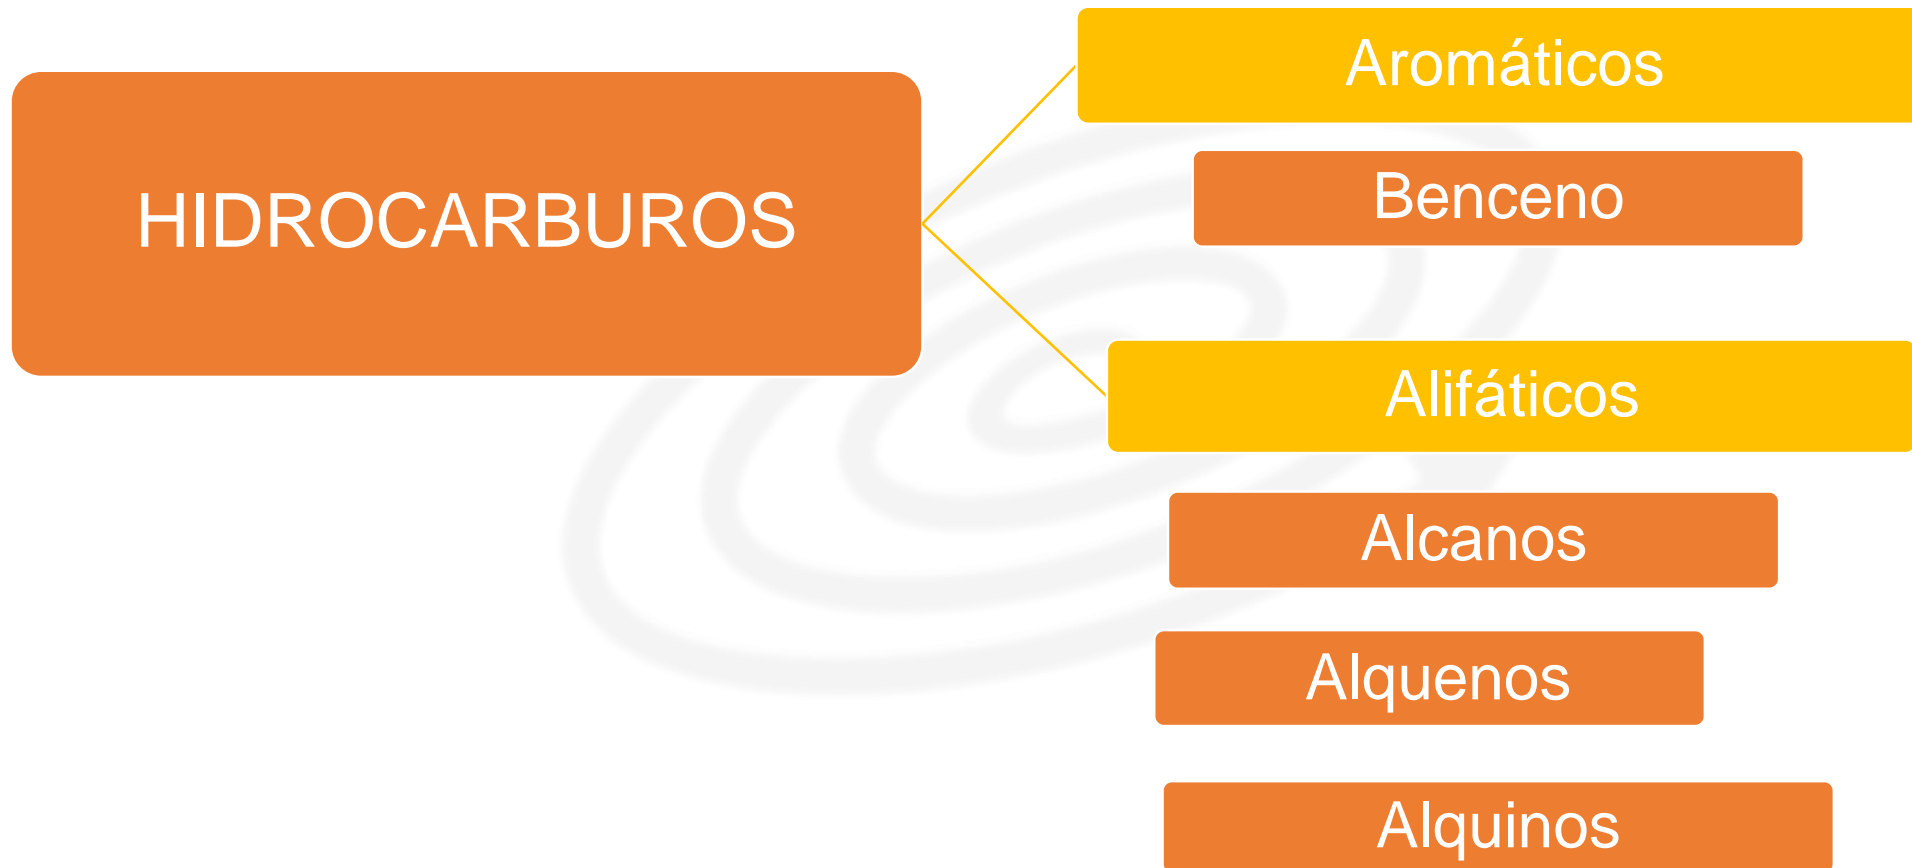 HIDROCARBUROS
Aromáticos
Benceno
Alifáticos
Alcanos
Alquenos
Alquinos